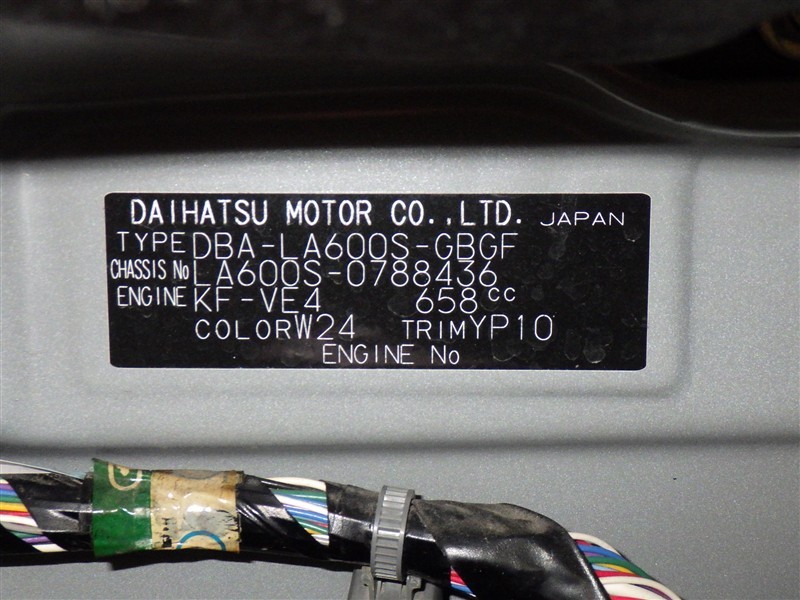 DAIHATSU MOTOR CO.,LTD. JAPAN
TYPE DBA-LA600S-GBGF
CHASSIS No LA600S-0788436
ENGINE KF-VE4 658cc
COLOR W24 TRIM YP10
ENGINE No